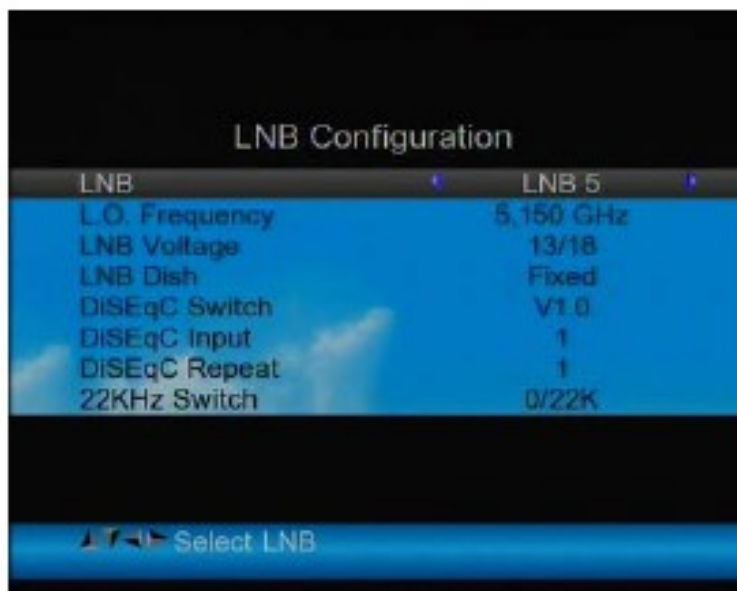 LNB Configuration
LNB LNB 5
L.O. Frequency 5,150 GHz
LNB Voltage 13/18
LNB Dish Fixed
DiSEqC Switch V1.0
DiSEqC Input 1
DiSEqC Repeat 1
22KHz Switch 0/22K
Select LNB